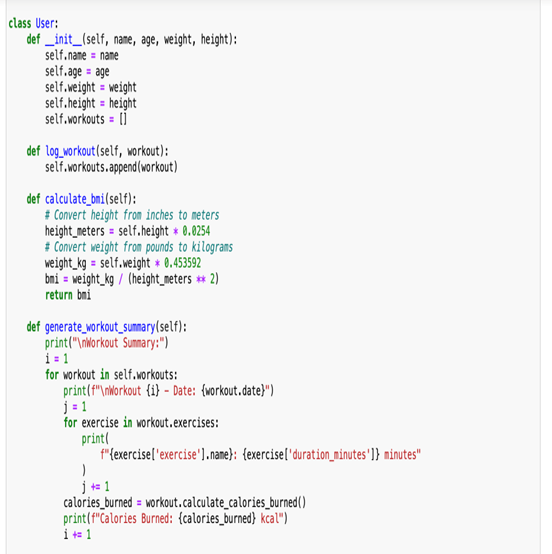 class User:
    def __init__(self, name, age, weight, height):
        self.name = name
        self.age = age
        self.weight = weight
        self.height = height
        self.workouts = []

    def log_workout(self, workout):
        self.workouts.append(workout)

    def calculate_bmi(self):
        # Convert height from inches to meters
        height_meters = self.height * 0.0254
        # Convert weight from pounds to kilograms
        weight_kg = self.weight * 0.453592
        bmi = weight_kg / (height_meters ** 2)
        return bmi

    def generate_workout_summary(self):
        print("\nWorkout Summary:")
        i = 1
        for workout in self.workouts:
            print(f"\nWorkout {i} - Date: {workout.date}")
            j = 1
            for exercise in workout.exercises:
                print(
                    f"{exercise['exercise'].name}: {exercise['duration_minutes']} minutes"
                )
                j += 1
            calories_burned = workout.calculate_calories_burned()
            print(f"Calories Burned: {calories_burned} kcal")
            i += 1